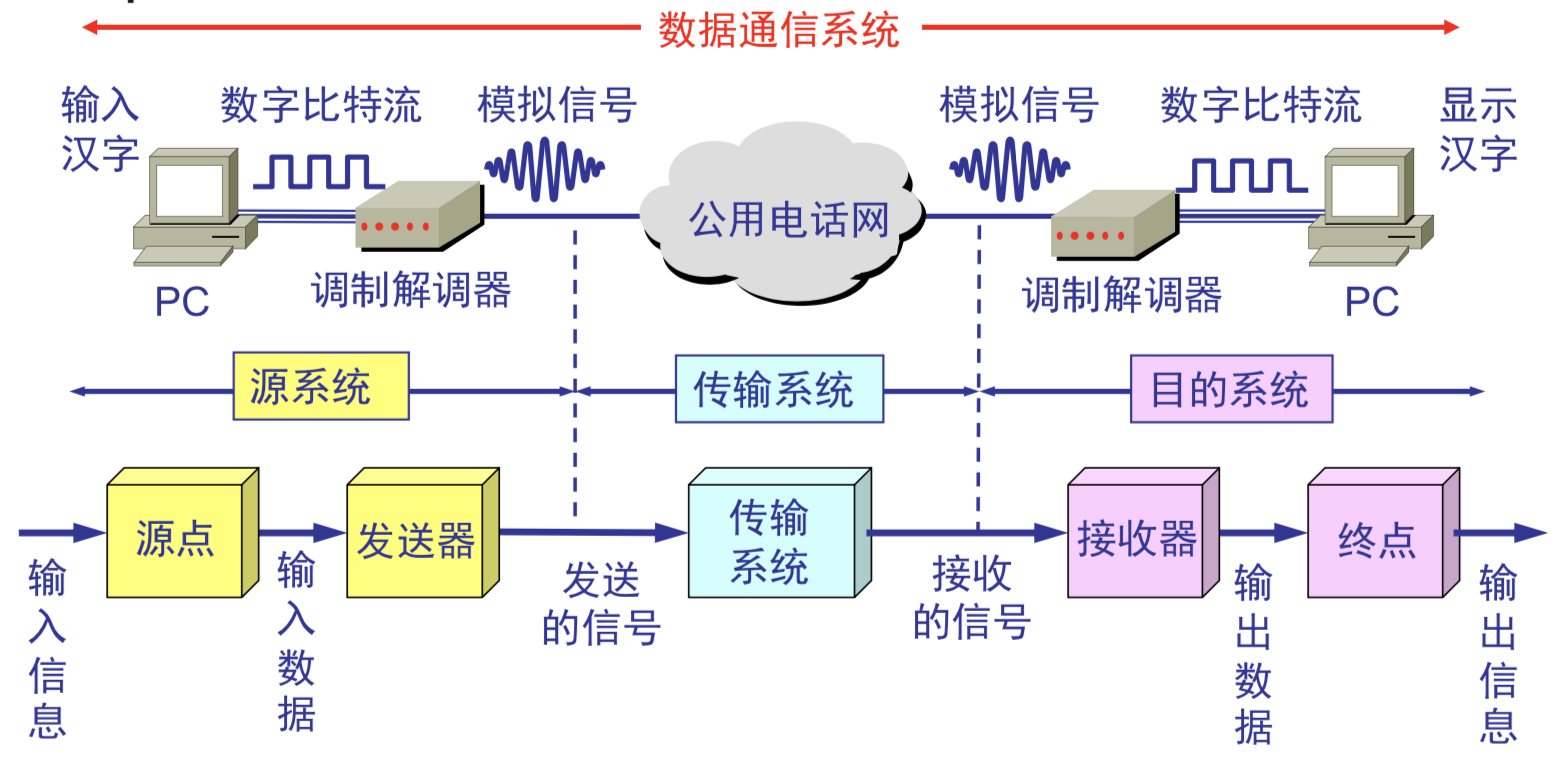 数据通信系统
输入
汉字
数字比特流
模拟信号
模拟信号
数字比特流
显示
汉字
公用电话网
PC
调制解调器
调制解调器
PC
源系统
传输系统
目的系统
源点
发送器
传输
系统
接收器
终点
输入信息
输入数据
发送
的信号
接收
的信号
输出数据
输出信息